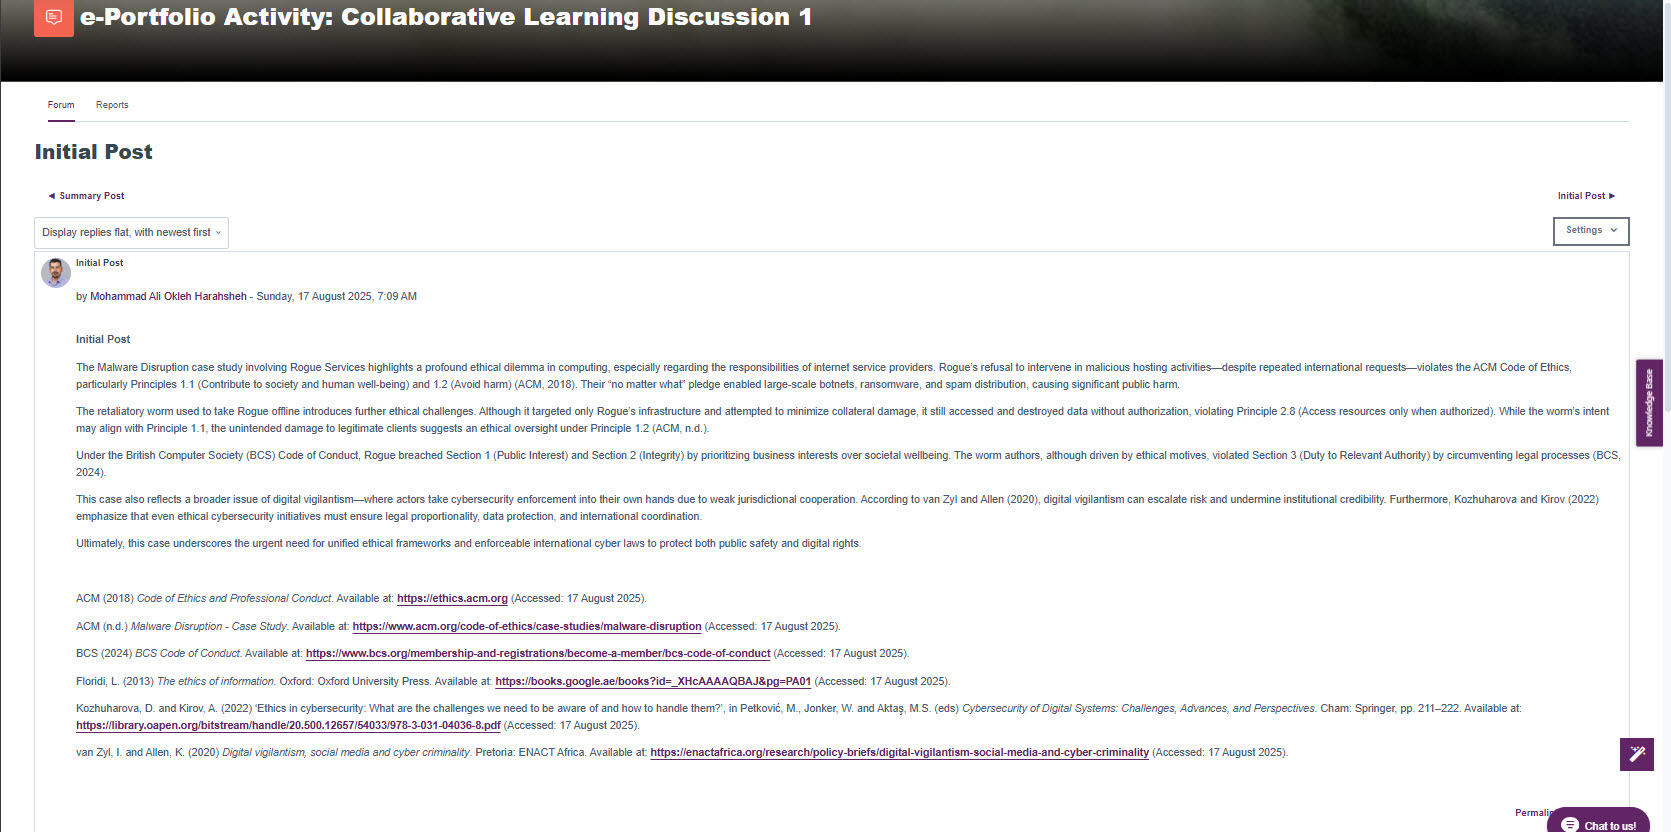 e-Portfolio Activity: Collaborative Learning Discussion 1
Forum Reports
Initial Post
◄ Summary Post
Initial Post ►
Display replies flat, with newest first
Settings
Initial Post
by Mohammad Ali Okleh Harahsheh - Sunday, 17 August 2025, 7:09 AM
Initial Post
The Malware Disruption case study involving Rogue Services highlights a profound ethical dilemma in computing, especially regarding the responsibilities of internet service providers. Rogue's refusal to intervene in malicious hosting activities—despite repeated international requests—violates the ACM Code of Ethics,
particularly Principles 1.1 (Contribute to society and human well-being) and 1.2 (Avoid harm) (ACM, 2018). Their “no matter what” pledge enabled large-scale botnets, ransomware, and spam distribution, causing significant public harm.
The retaliatory worm used to take Rogue offline introduces further ethical challenges. Although it targeted only Rogue's infrastructure and attempted to minimize collateral damage, it still accessed and destroyed data without authorization, violating Principle 2.8 (Access resources only when authorized). While the worm's intent
may align with Principle 1.1, the unintended damage to legitimate clients suggests an ethical oversight under Principle 1.2 (ACM, n.d.).
Under the British Computer Society (BCS) Code of Conduct, Rogue breached Section 1 (Public Interest) and Section 2 (Integrity) by prioritizing business interests over societal wellbeing. The worm authors, although driven by ethical motives, violated Section 3 (Duty to Relevant Authority) by circumventing legal processes (BCS,
2024).
This case also reflects a broader issue of digital vigilantism—where actors take cybersecurity enforcement into their own hands due to weak jurisdictional cooperation. According to van Zyl and Allen (2020), digital vigilantism can escalate risk and undermine institutional credibility. Furthermore, Kozhuharova and Kirov (2022)
emphasize that even ethical cybersecurity initiatives must ensure legal proportionality, data protection, and international coordination.
Ultimately, this case underscores the urgent need for unified ethical frameworks and enforceable international cyber laws to protect both public safety and digital rights.
ACM (2018) Code of Ethics and Professional Conduct. Available at: https://ethics.acm.org (Accessed: 17 August 2025).
ACM (n.d.) Malware Disruption - Case Study. Available at: https://www.acm.org/code-of-ethics/case-studies/malware-disruption (Accessed: 17 August 2025).
BCS (2024) BCS Code of Conduct. Available at: https://www.bcs.org/membership-and-registrations/become-a-member/bcs-code-of-conduct (Accessed: 17 August 2025).
Floridi, L. (2013) The ethics of information. Oxford: Oxford University Press. Available at: https://books.google.ae/books?id=_XHcAAAAQBAJ&pg=PA01 (Accessed: 17 August 2025).
Kozhuharova, D. and Kirov, A. (2022) ‘Ethics in cybersecurity: What are the challenges we need to be aware of and how to handle them?’, in Petković, M., Jonker, W. and Aktaş, M.S. (eds) Cybersecurity of Digital Systems: Challenges, Advances, and Perspectives. Cham: Springer, pp. 211–222. Available at:
https://library.oapen.org/bitstream/handle/20.500.12657/54033/978-3-031-04036-8.pdf (Accessed: 17 August 2025).
van Zyl, I. and Allen, K. (2020) Digital vigilantism, social media and cyber criminality. Pretoria: ENACT Africa. Available at: https://enactafrica.org/research/policy-briefs/digital-vigilantism-social-media-and-cyber-criminality (Accessed: 17 August 2025).
Knowledge Base
Chat to us!